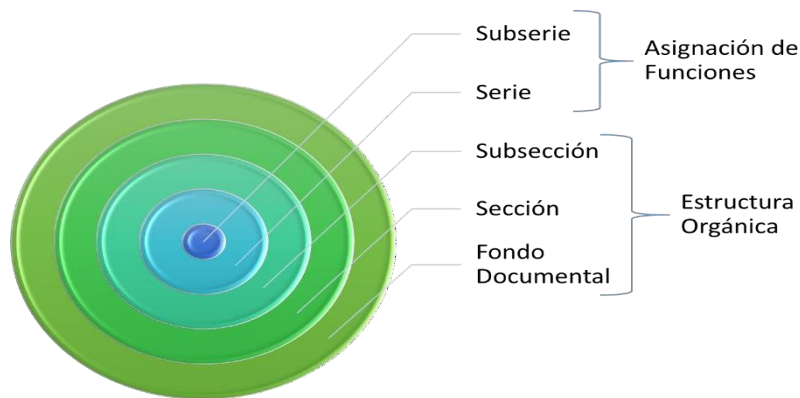 Subserie
Serie
Asignación de
Funciones
Subsección
Sección
Fondo
Documental
Estructura
Orgánica